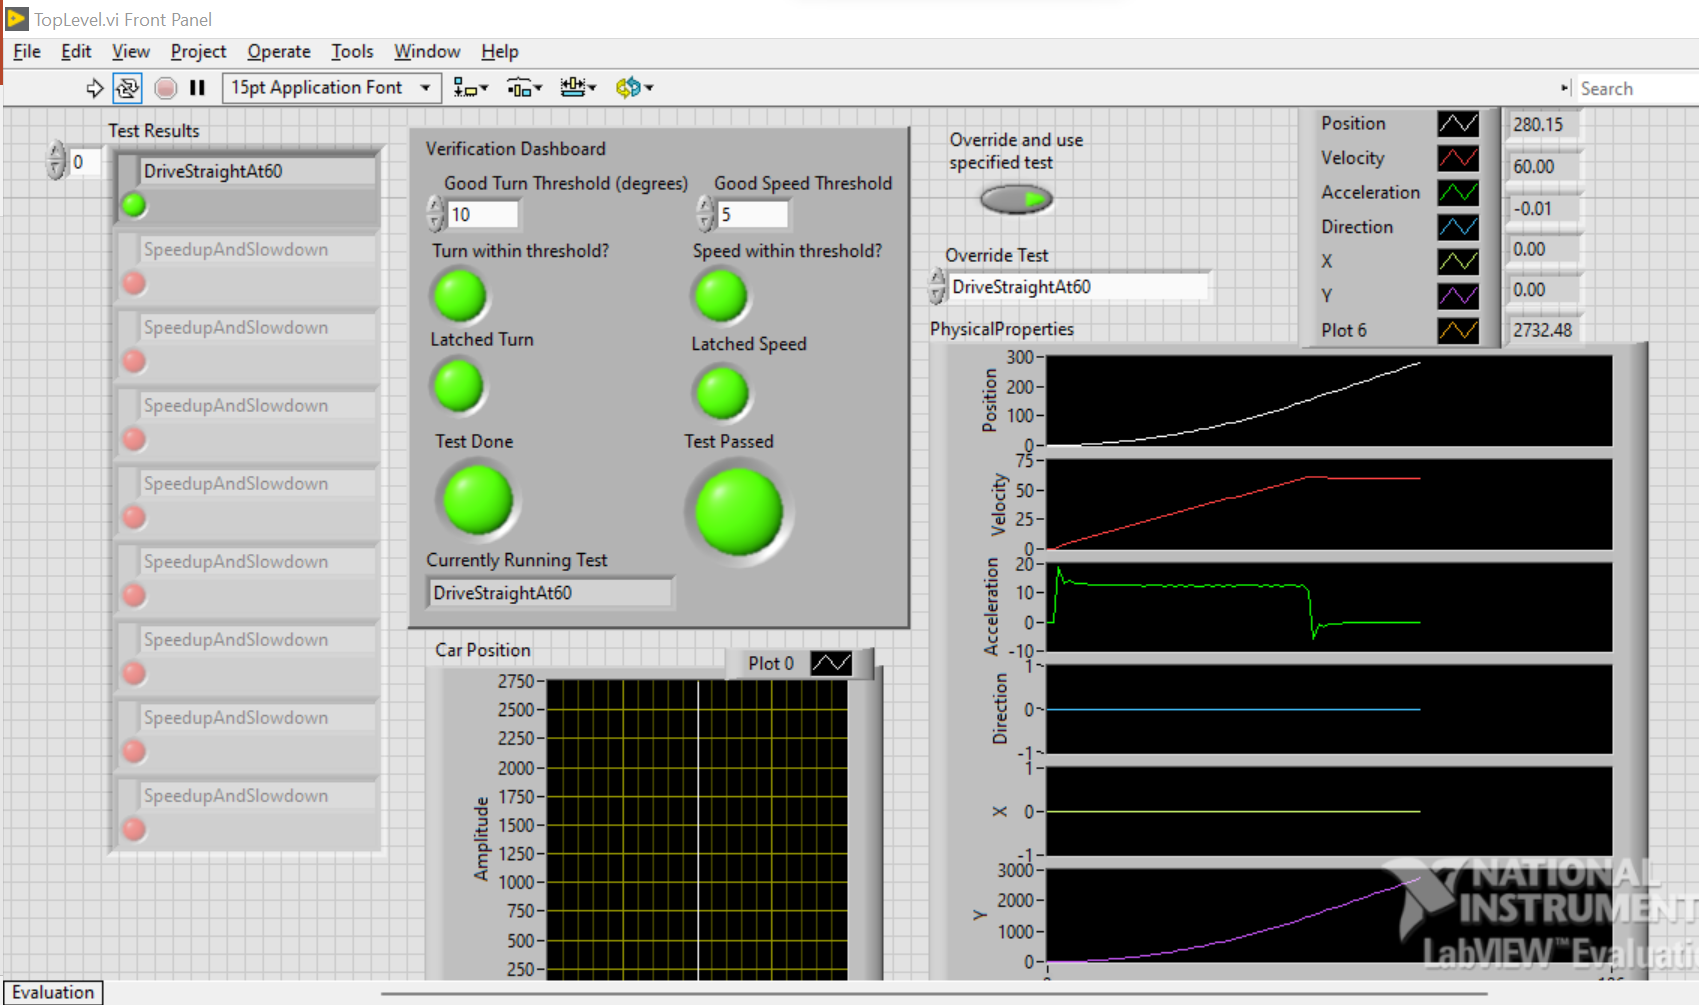 TopLevel.vi Front Panel
File Edit View Project Operate Tools Window Help
15pt Application Font
Search
Test Results
0
DriveStraightAt60
SpeedupAndSlowdown
SpeedupAndSlowdown
SpeedupAndSlowdown
SpeedupAndSlowdown
SpeedupAndSlowdown
SpeedupAndSlowdown
SpeedupAndSlowdown
SpeedupAndSlowdown
Verification Dashboard
Good Turn Threshold (degrees) Good Speed Threshold
10 5
Turn within threshold? Speed within threshold?
Latched Turn Latched Speed
Test Done Test Passed
Currently Running Test
DriveStraightAt60
Override and use
specified test
Override Test
DriveStraightAt60
Position 280.15
Velocity 60.00
Acceleration -0.01
Direction 0.00
X 0.00
Y 2732.48
Plot 6
PhysicalProperties
Position
300
200
100
0
Velocity
75
50
25
0
Acceleration
20
10
0
-10
Direction
1
0
-1
X
1
0
-1
Y
3000
2000
1000
0
Car Position
Plot 0
Amplitude
2750
2500
2250
2000
1750
1500
1250
1000
750
500
250
NATIONAL
INSTRUMENT
LabVIEW™ Evaluati
Evaluation